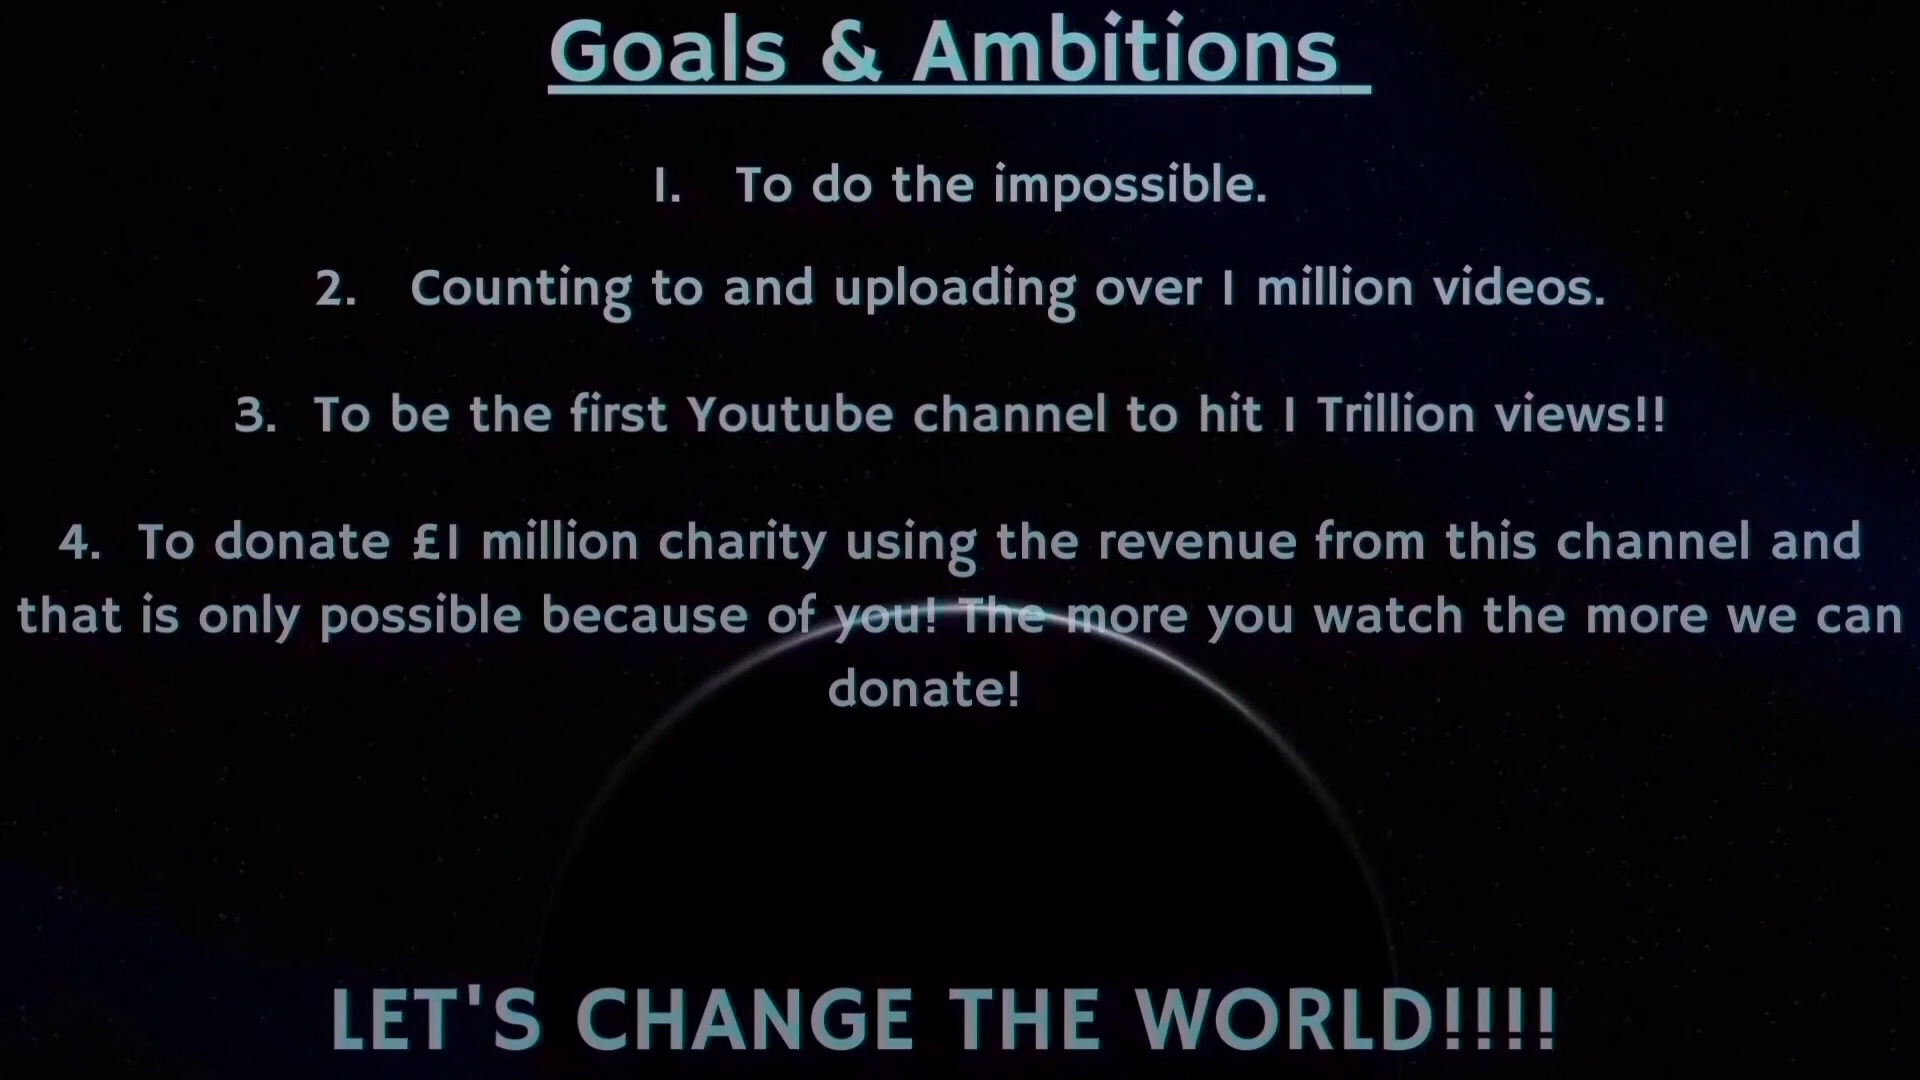 Goals & Ambitions
1. To do the impossible.
2. Counting to and uploading over 1 million videos.
3. To be the first Youtube channel to hit 1 Trillion views!!
4. To donate £1 million charity using the revenue from this channel and
that is only possible because of you! The more you watch the more we can
donate!
LET'S CHANGE THE WORLD!!!!